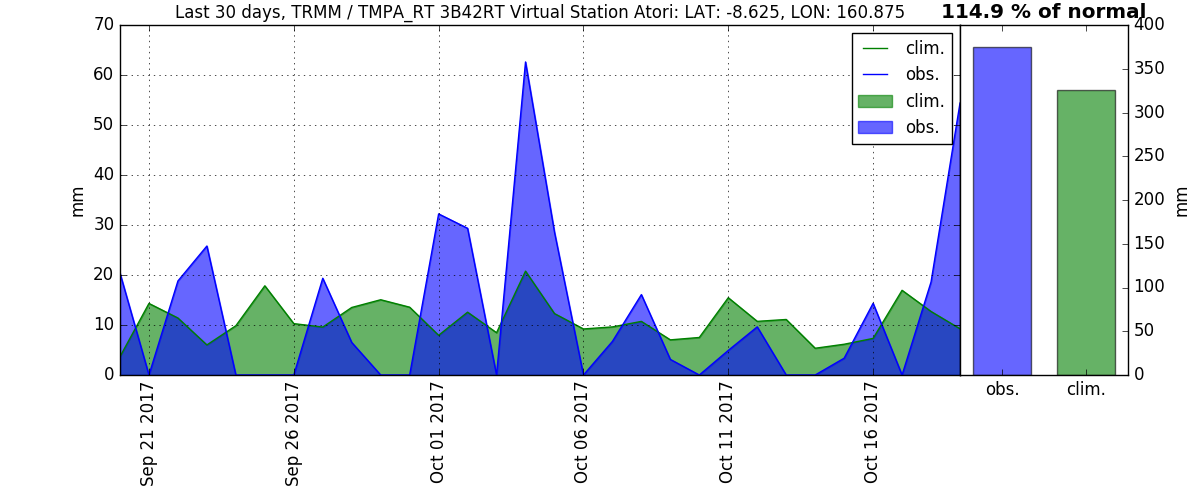 Last 30 days, TRMM / TMPA_RT 3B42RT Virtual Station Atori: LAT: -8.625, LON: 160.875
114.9 % of normal
70
60
50
40
30
20
10
0
mm
clim.
obs.
clim.
obs.
Sep 21 2017
Sep 26 2017
Oct 01 2017
Oct 06 2017
Oct 11 2017
Oct 16 2017
400
350
300
250
200
150
100
50
0
mm
obs.
clim.